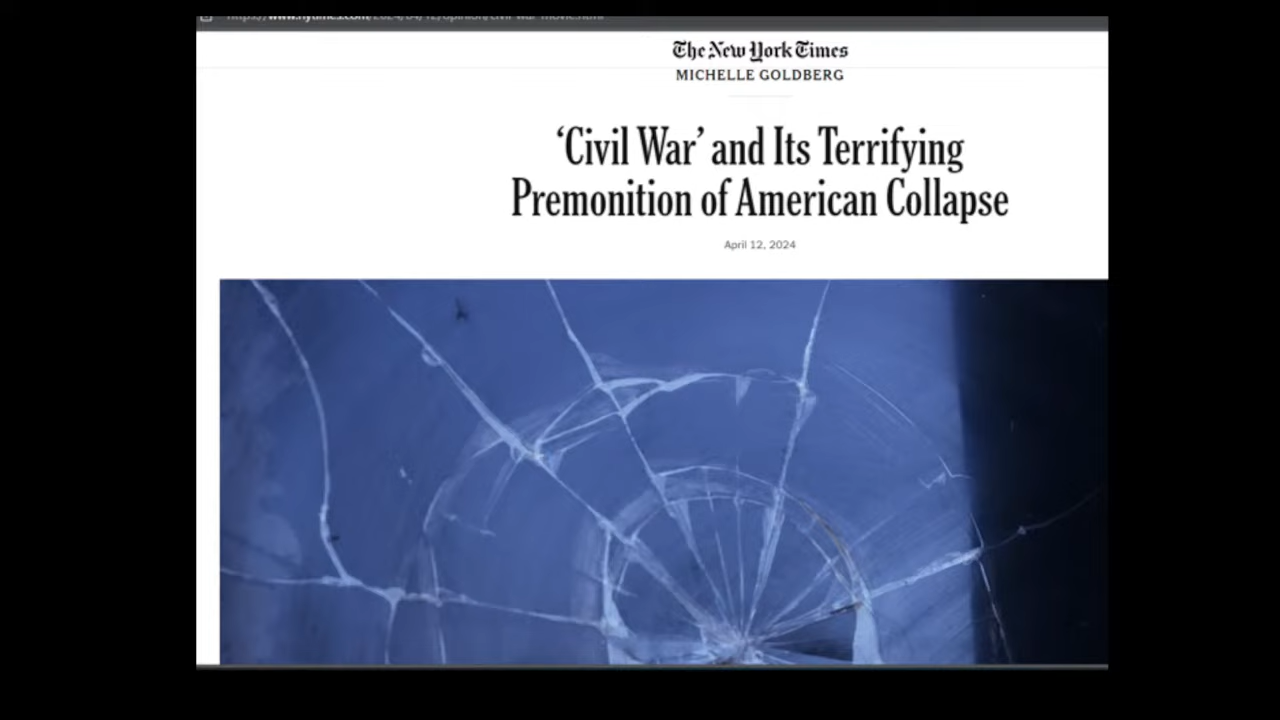 The New York Times
MICHELLE GOLDBERG
‘Civil War’ and Its Terrifying
Premonition of American Collapse
April 12, 2024